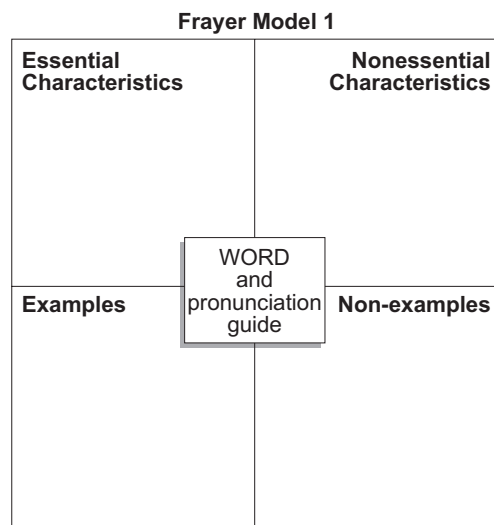 Frayer Model 1
Essential
Characteristics
Nonessential
Characteristics
WORD
and
pronunciation
guide
Examples
Non-examples